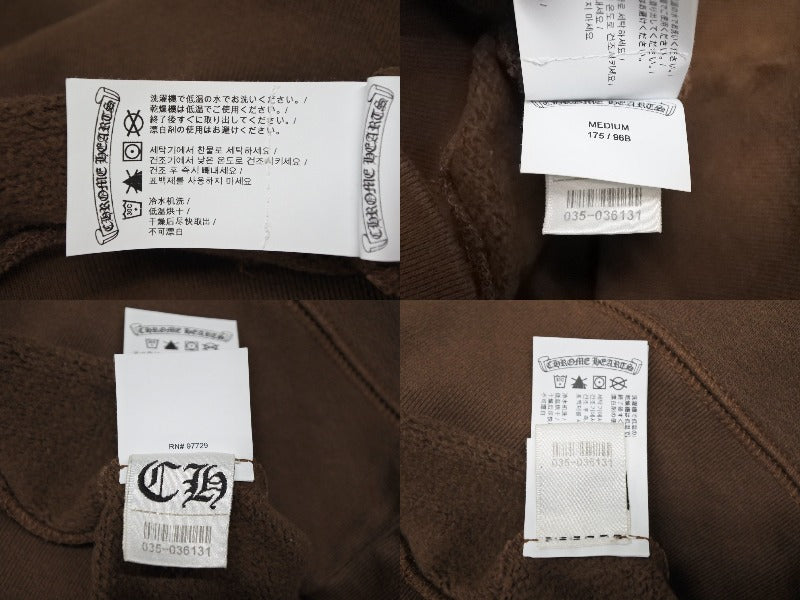 CHROME HEARTS
洗濯機で低温の水でお洗いください。/
乾燥機は低温でご使用ください。/
終了後すぐに取り出してください。/
漂白剤の使用はお避けください。
세탁기에서 찬물로 세탁하세요 /
건조기에서 낮은 온도로 건조시키세요 /
건조 후 즉시 빼내세요 /
표백제를 사용하지 마세요
冷水机洗 /
低温烘干 /
干燥后尽快取出 /
不可漂白
CHROME HEARTS
MEDIUM
175 / 96B
035-036131
CHROME HEARTS
RN# 97729
CH
035-036131
CHROME HEARTS
035-036131